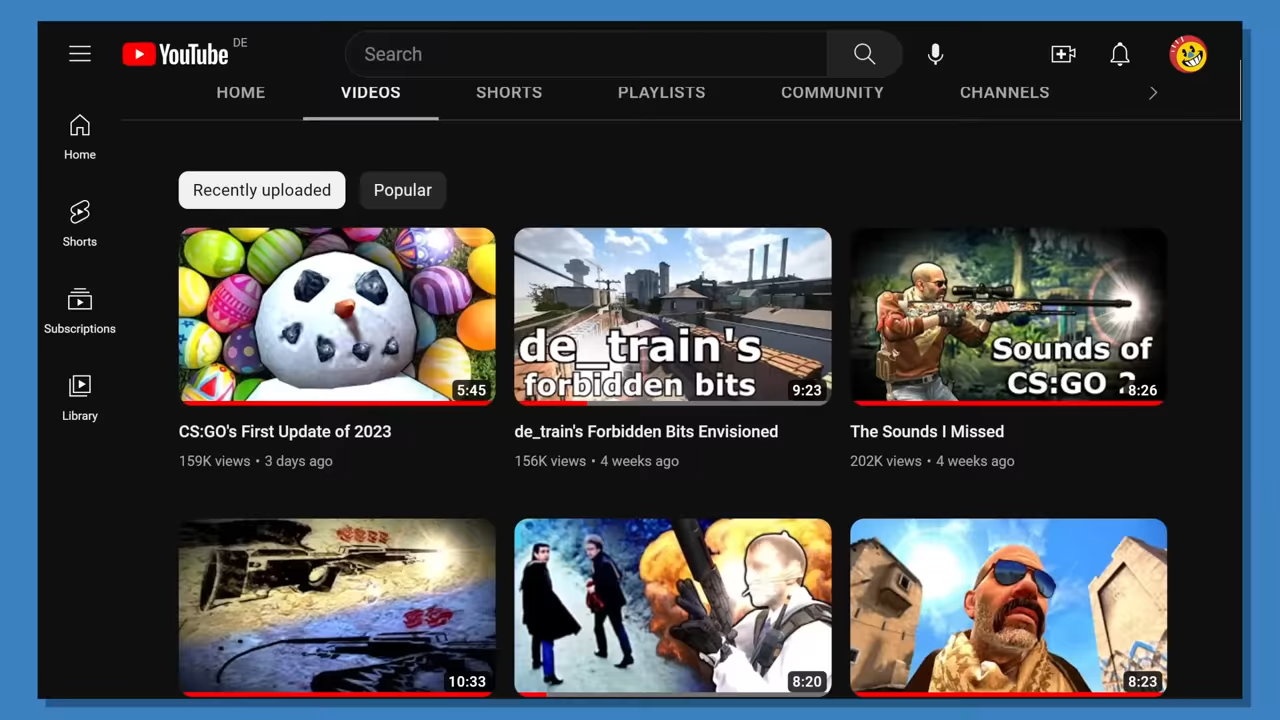 YouTube DE
Search
HOME VIDEOS SHORTS PLAYLISTS COMMUNITY CHANNELS
Home
Shorts
Subscriptions
Library
Recently uploaded Popular
5:45
de_train's
forbidden bits
9:23
Sounds of
CS:GO ?
8:26
CS:GO's First Update of 2023
159K views • 3 days ago
de_train's Forbidden Bits Envisioned
156K views • 4 weeks ago
The Sounds I Missed
202K views • 4 weeks ago
10:33
8:20
8:23